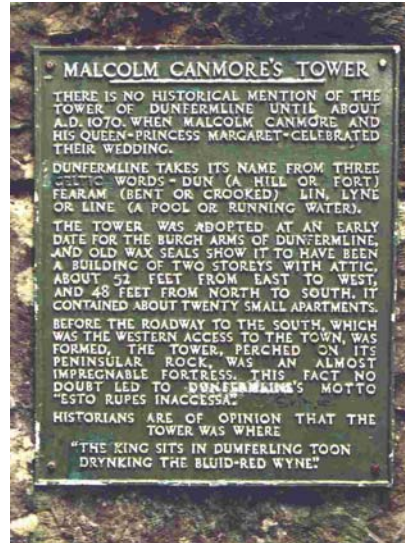 MALCOLM CANMORE'S TOWER
THERE IS NO HISTORICAL MENTION OF THE
TOWER OF DUNFERMLINE UNTIL ABOUT
A.D. 1070. WHEN MALCOLM CANMORE AND
HIS QUEEN-PRINCESS MARGARET-CELEBRATED
THEIR WEDDING.
DUNFERMLINE TAKES ITS NAME FROM THREE
CELTIC WORDS-DUN (A HILL OR FORT)
FEARAM (BENT OR CROOKED) LIN, LYNE
OR LINE (A POOL OR RUNNING WATER).
THE TOWER WAS ADOPTED AT AN EARLY
DATE FOR THE BURGH ARMS OF DUNFERMLINE,
AND OLD WAX SEALS SHOW IT TO HAVE BEEN
A BUILDING OF TWO STOREYS WITH ATTIC,
ABOUT 52 FEET FROM EAST TO WEST,
AND 48 FEET FROM NORTH TO SOUTH. IT
CONTAINED ABOUT TWENTY SMALL APARTMENTS.
BEFORE THE ROADWAY TO THE SOUTH, WHICH
WAS THE WESTERN ACCESS TO THE TOWN, WAS
FORMED, THE TOWER, PERCHED ON ITS
PENINSULAR ROCK, WAS AN ALMOST
IMPREGNABLE FORTRESS. THIS FACT NO
DOUBT LED TO DUNFERMLINE'S MOTTO
"ESTO RUPES INACCESSA."
HISTORIANS ARE OF OPINION THAT THE
TOWER WAS WHERE
"THE KING SITS IN DUMFERLING TOON
DRYNKING THE BLUID-RED WYNE."